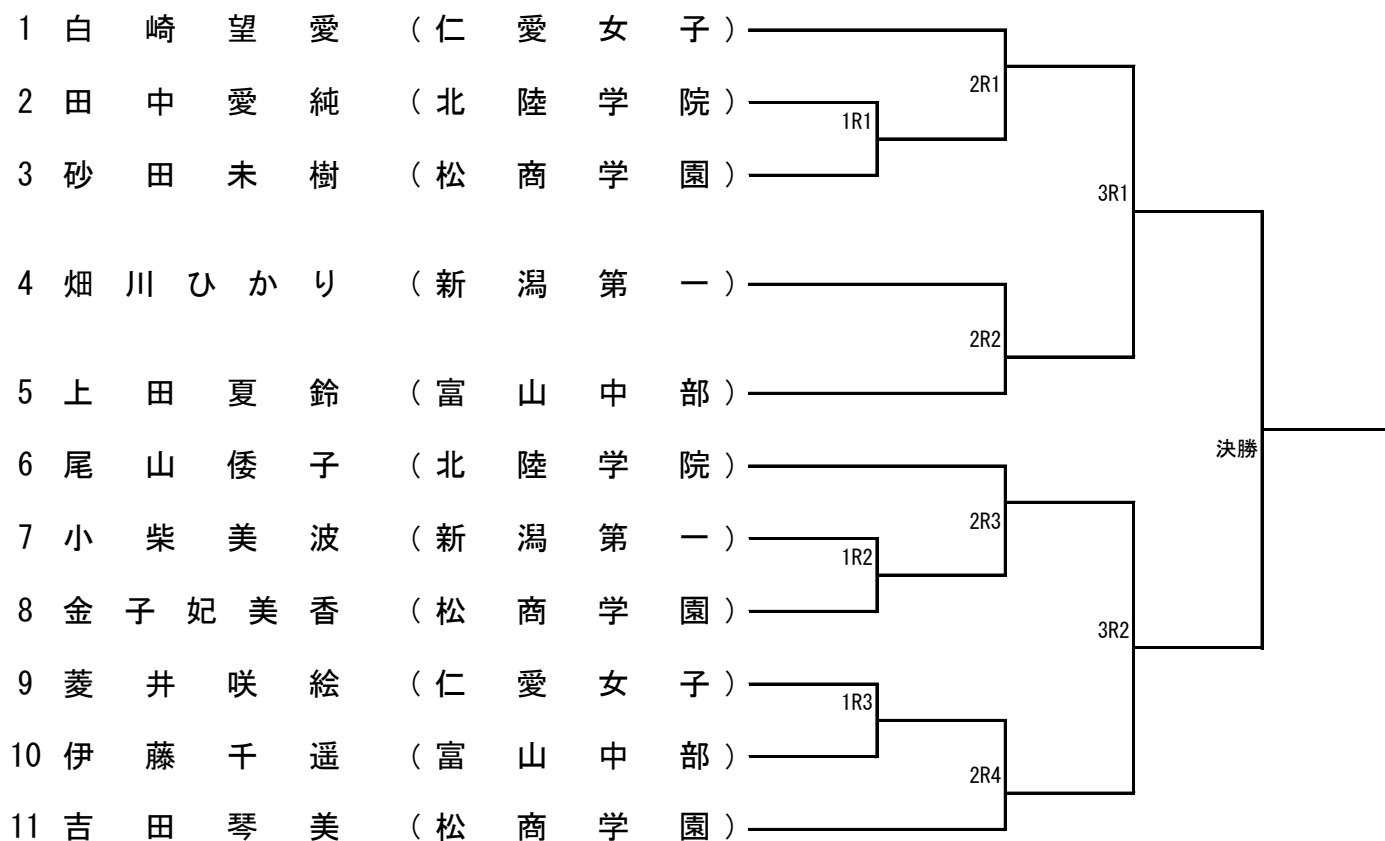 1 白崎望愛 (仁愛女子)
2R1
2 田中愛純 (北陸学院)
1R1
3 砂田未樹 (松商学園)
3R1
4 畑川ひかり (新潟第一)
2R2
5 上田夏鈴 (富山中部)
決勝
6 尾山倭子 (北陸学院)
2R3
7 小柴美波 (新潟第一)
1R2
8 金子妃美香 (松商学園)
3R2
9 菱井咲絵 (仁愛女子)
1R3
10 伊藤千遥 (富山中部)
2R4
11 吉田琴美 (松商学園)